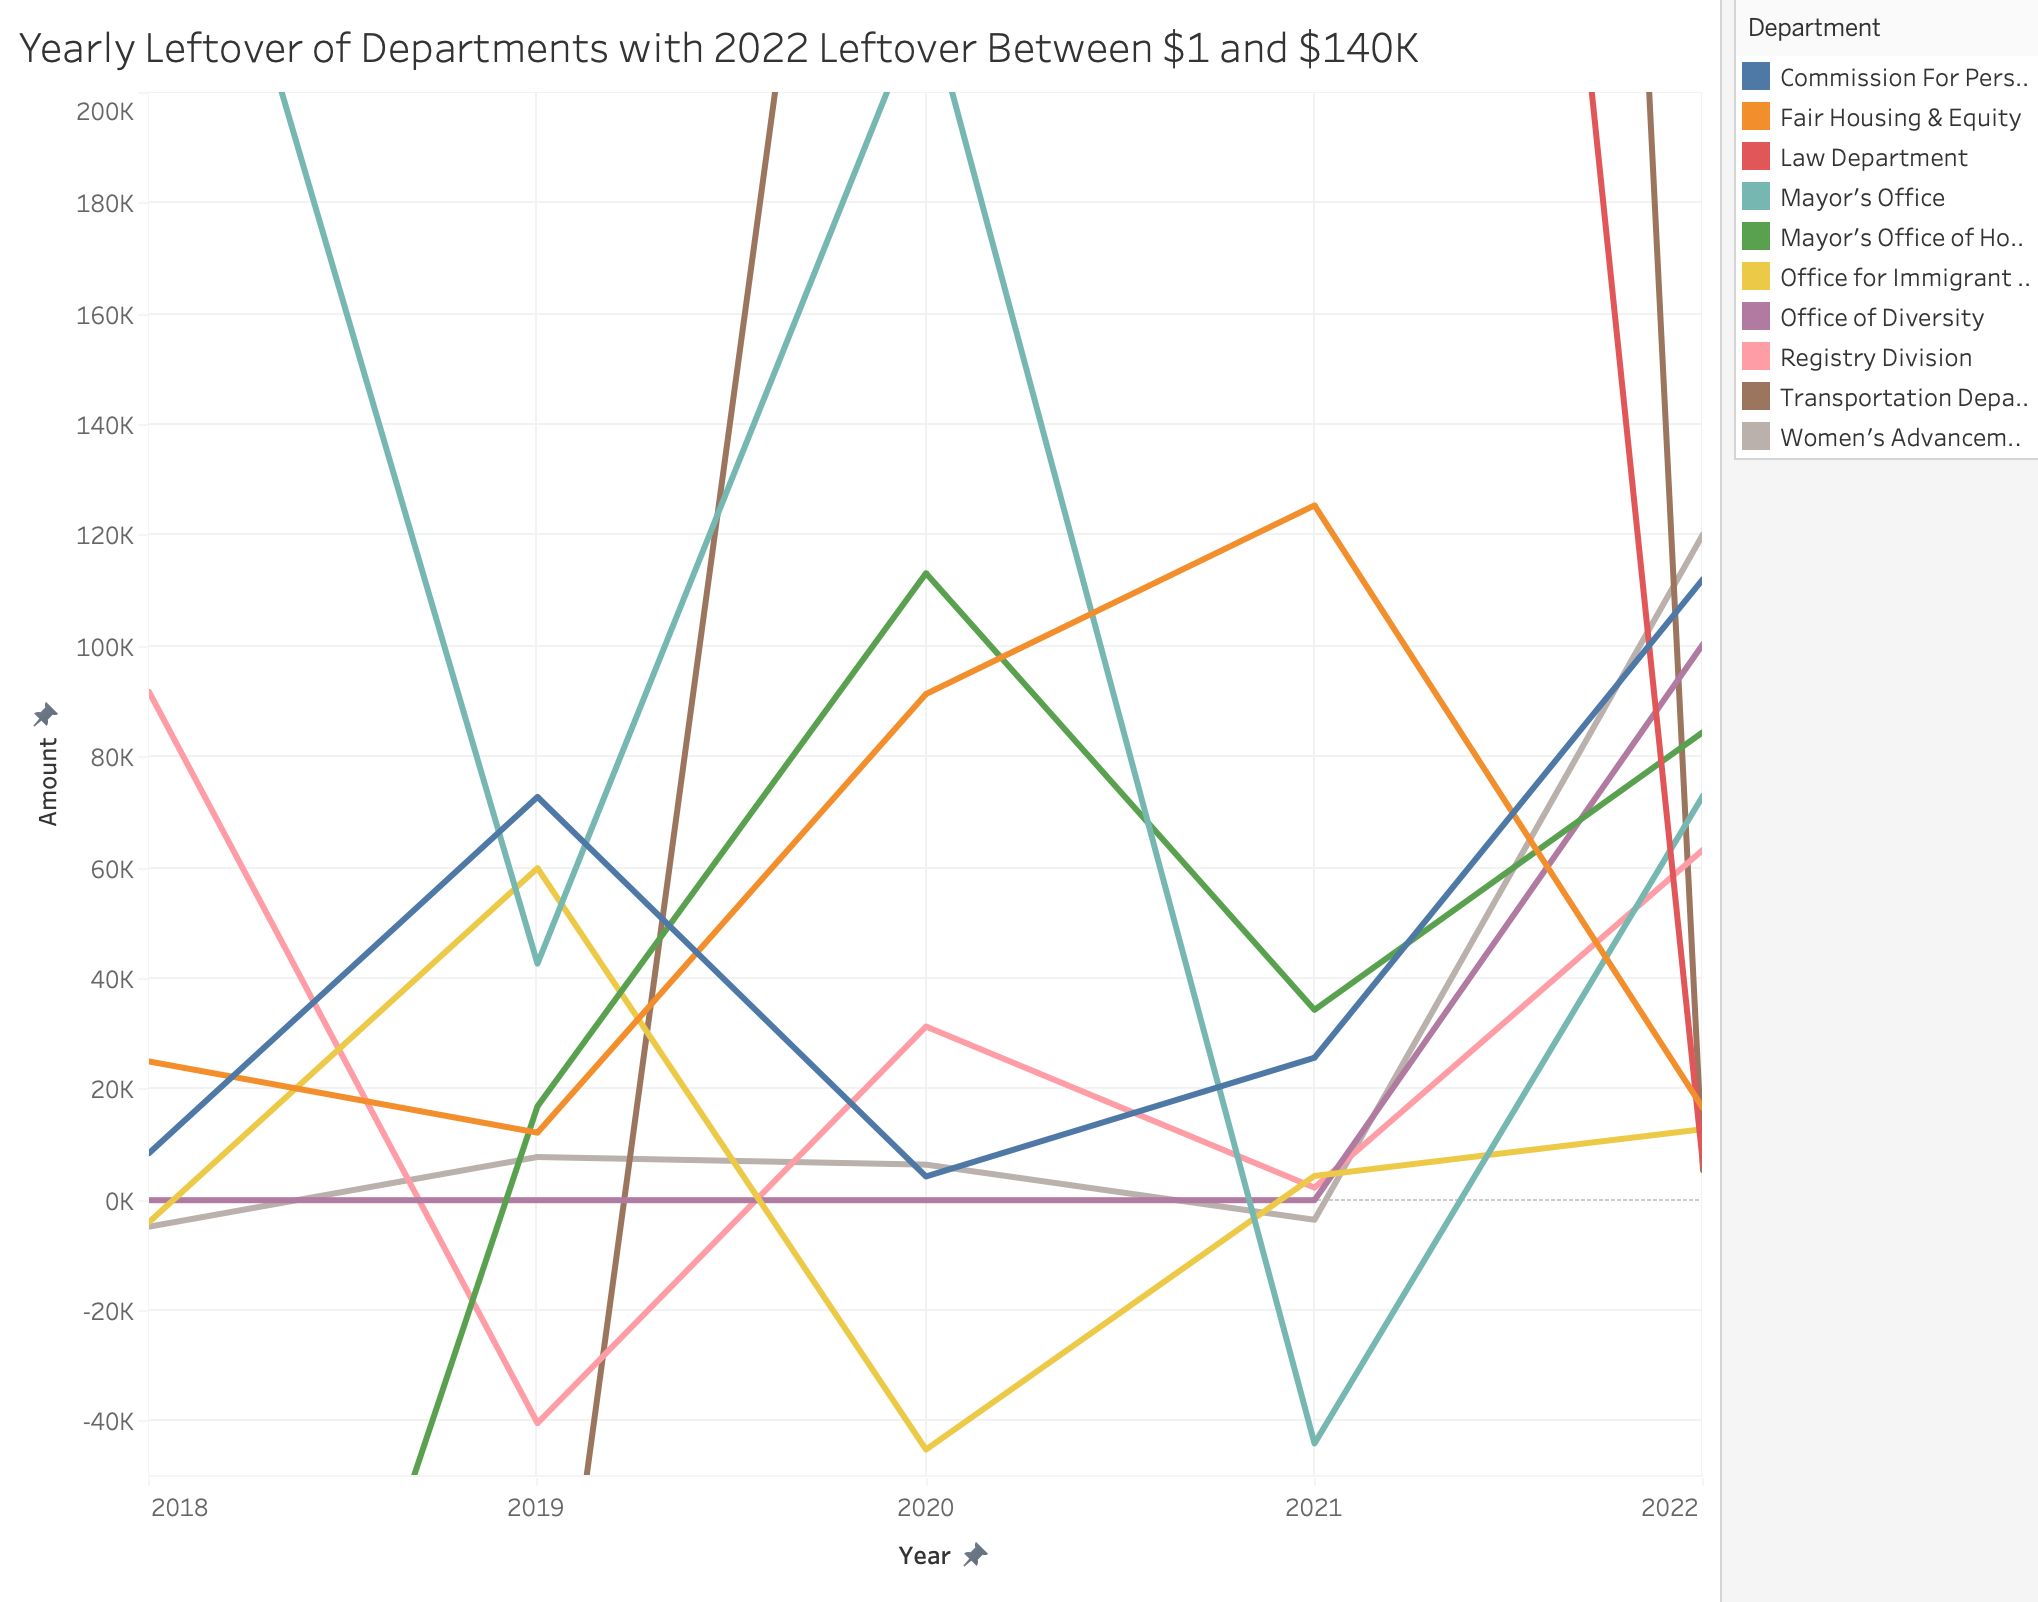 Yearly Leftover of Departments with 2022 Leftover Between $1 and $140K
200K
180K
160K
140K
120K
100K
80K
60K
40K
20K
0K
-20K
-40K
Amount
2018
2019
2020
2021
2022
Year
Department
Commission For Pers..
Fair Housing & Equity
Law Department
Mayor's Office
Mayor's Office of Ho..
Office for Immigrant ..
Office of Diversity
Registry Division
Transportation Depa..
Women's Advancem..